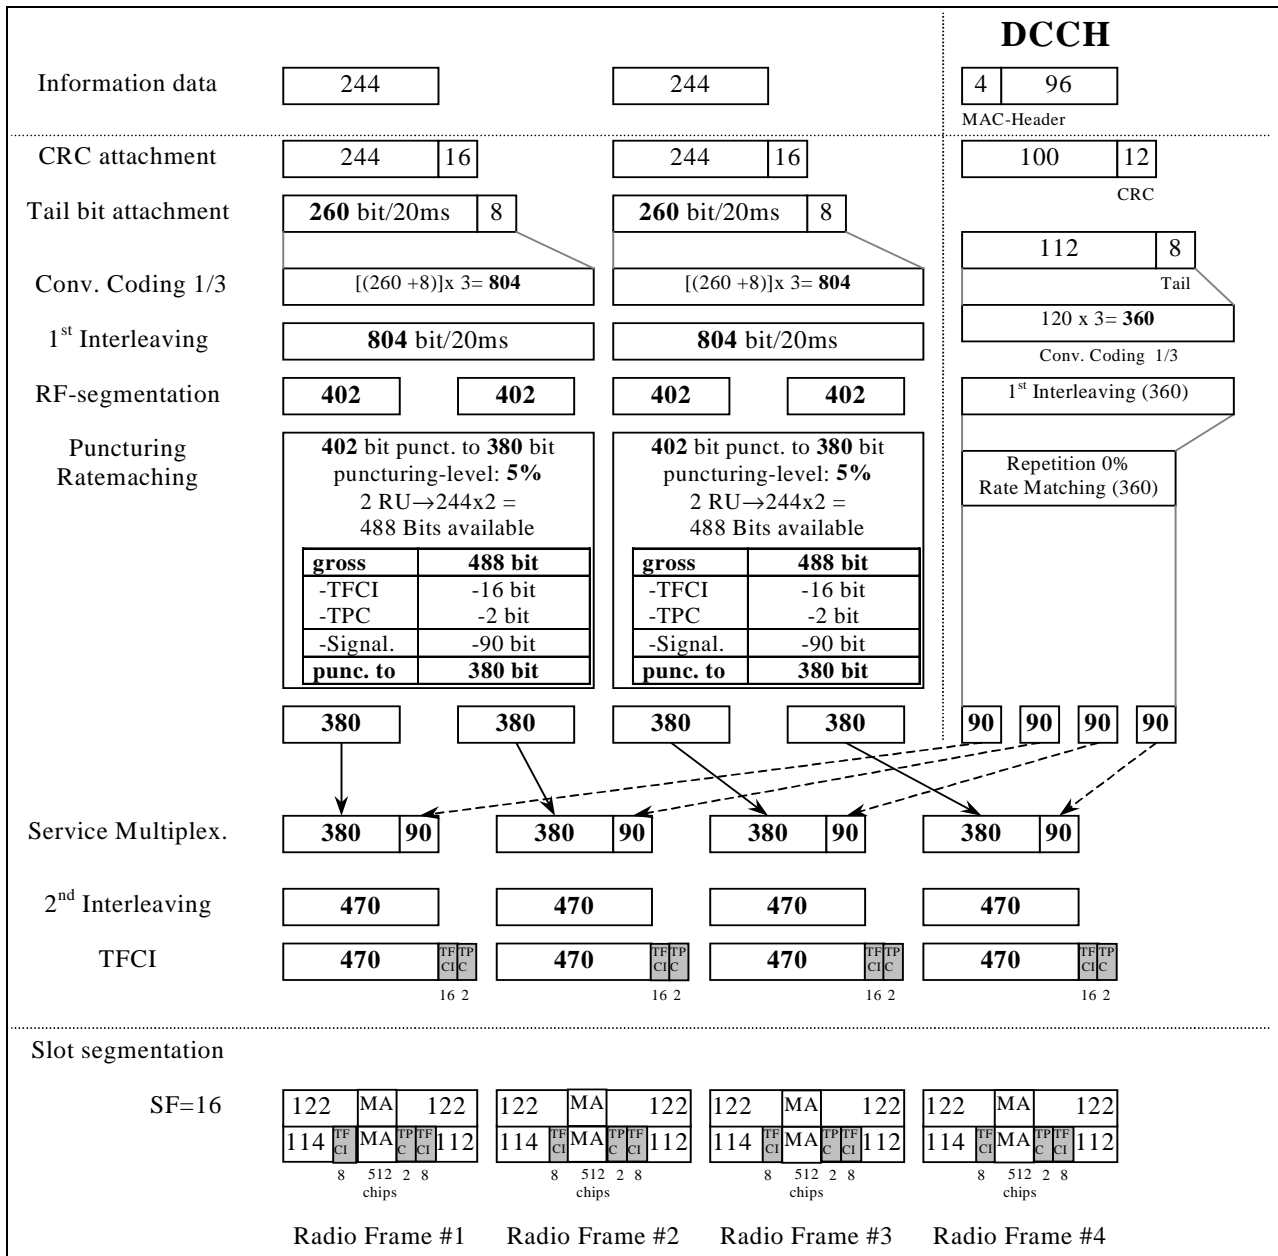 DCCH
Information data 244 244 4 96
MAC-Header
CRC attachment 244 16 244 16 100 12
CRC
Tail bit attachment 260 bit/20ms 8 260 bit/20ms 8
112 8
Tail
Conv. Coding 1/3 [(260 +8)]x 3= 804 [(260 +8)]x 3= 804
120 x 3= 360
Conv. Coding 1/3
1st Interleaving 804 bit/20ms 804 bit/20ms
RF-segmentation 402 402 402 402 1st Interleaving (360)
Puncturing
Ratemaching
402 bit punct. to 380 bit
puncturing-level: 5%
2 RU→244x2 =
488 Bits available
gross 488 bit
-TFCI -16 bit
-TPC -2 bit
-Signal. -90 bit
punc. to 380 bit
402 bit punct. to 380 bit
puncturing-level: 5%
2 RU→244x2 =
488 Bits available
gross 488 bit
-TFCI -16 bit
-TPC -2 bit
-Signal. -90 bit
punc. to 380 bit
Repetition 0%
Rate Matching (360)
380 380 380 380 90 90 90 90
Service Multiplex. 380 90 380 90 380 90 380 90
2nd Interleaving 470 470 470 470
TFCI 470 TF CI TP C 470 TF CI TP C 470 TF CI TP C 470 TF CI TP C
16 2 16 2 16 2 16 2
Slot segmentation
SF=16 122 MA 122 122 MA 122 122 MA 122 122 MA 122
114 TF CI MA TP C TF CI 112 114 TF CI MA TP C TF CI 112 114 TF CI MA TP C TF CI 112 114 TF CI MA TP C TF CI 112
8 512 2 8 8 512 2 8 8 512 2 8 8 512 2 8
chips chips chips chips
Radio Frame #1 Radio Frame #2 Radio Frame #3 Radio Frame #4